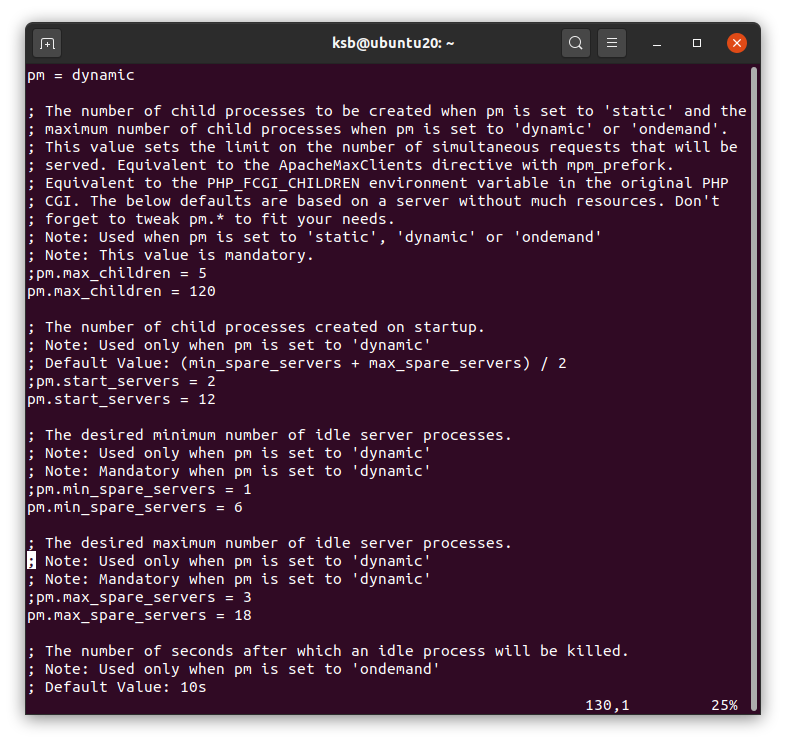 ksb@ubuntu20: ~
pm = dynamic
; The number of child processes to be created when pm is set to 'static' and the
; maximum number of child processes when pm is set to 'dynamic' or 'ondemand'.
; This value sets the limit on the number of simultaneous requests that will be
; served. Equivalent to the ApacheMaxClients directive with mpm_prefork.
; Equivalent to the PHP_FCGI_CHILDREN environment variable in the original PHP
; CGI. The below defaults are based on a server without much resources. Don't
; forget to tweak pm.* to fit your needs.
; Note: Used when pm is set to 'static', 'dynamic' or 'ondemand'
; Note: This value is mandatory.
;pm.max_children = 5
pm.max_children = 120
; The number of child processes created on startup.
; Note: Used only when pm is set to 'dynamic'
; Default Value: (min_spare_servers + max_spare_servers) / 2
;pm.start_servers = 2
pm.start_servers = 12
; The desired minimum number of idle server processes.
; Note: Used only when pm is set to 'dynamic'
; Note: Mandatory when pm is set to 'dynamic'
;pm.min_spare_servers = 1
pm.min_spare_servers = 6
; The desired maximum number of idle server processes.
; Note: Used only when pm is set to 'dynamic'
; Note: Mandatory when pm is set to 'dynamic'
;pm.max_spare_servers = 3
pm.max_spare_servers = 18
; The number of seconds after which an idle process will be killed.
; Note: Used only when pm is set to 'ondemand'
; Default Value: 10s
130,1 25%